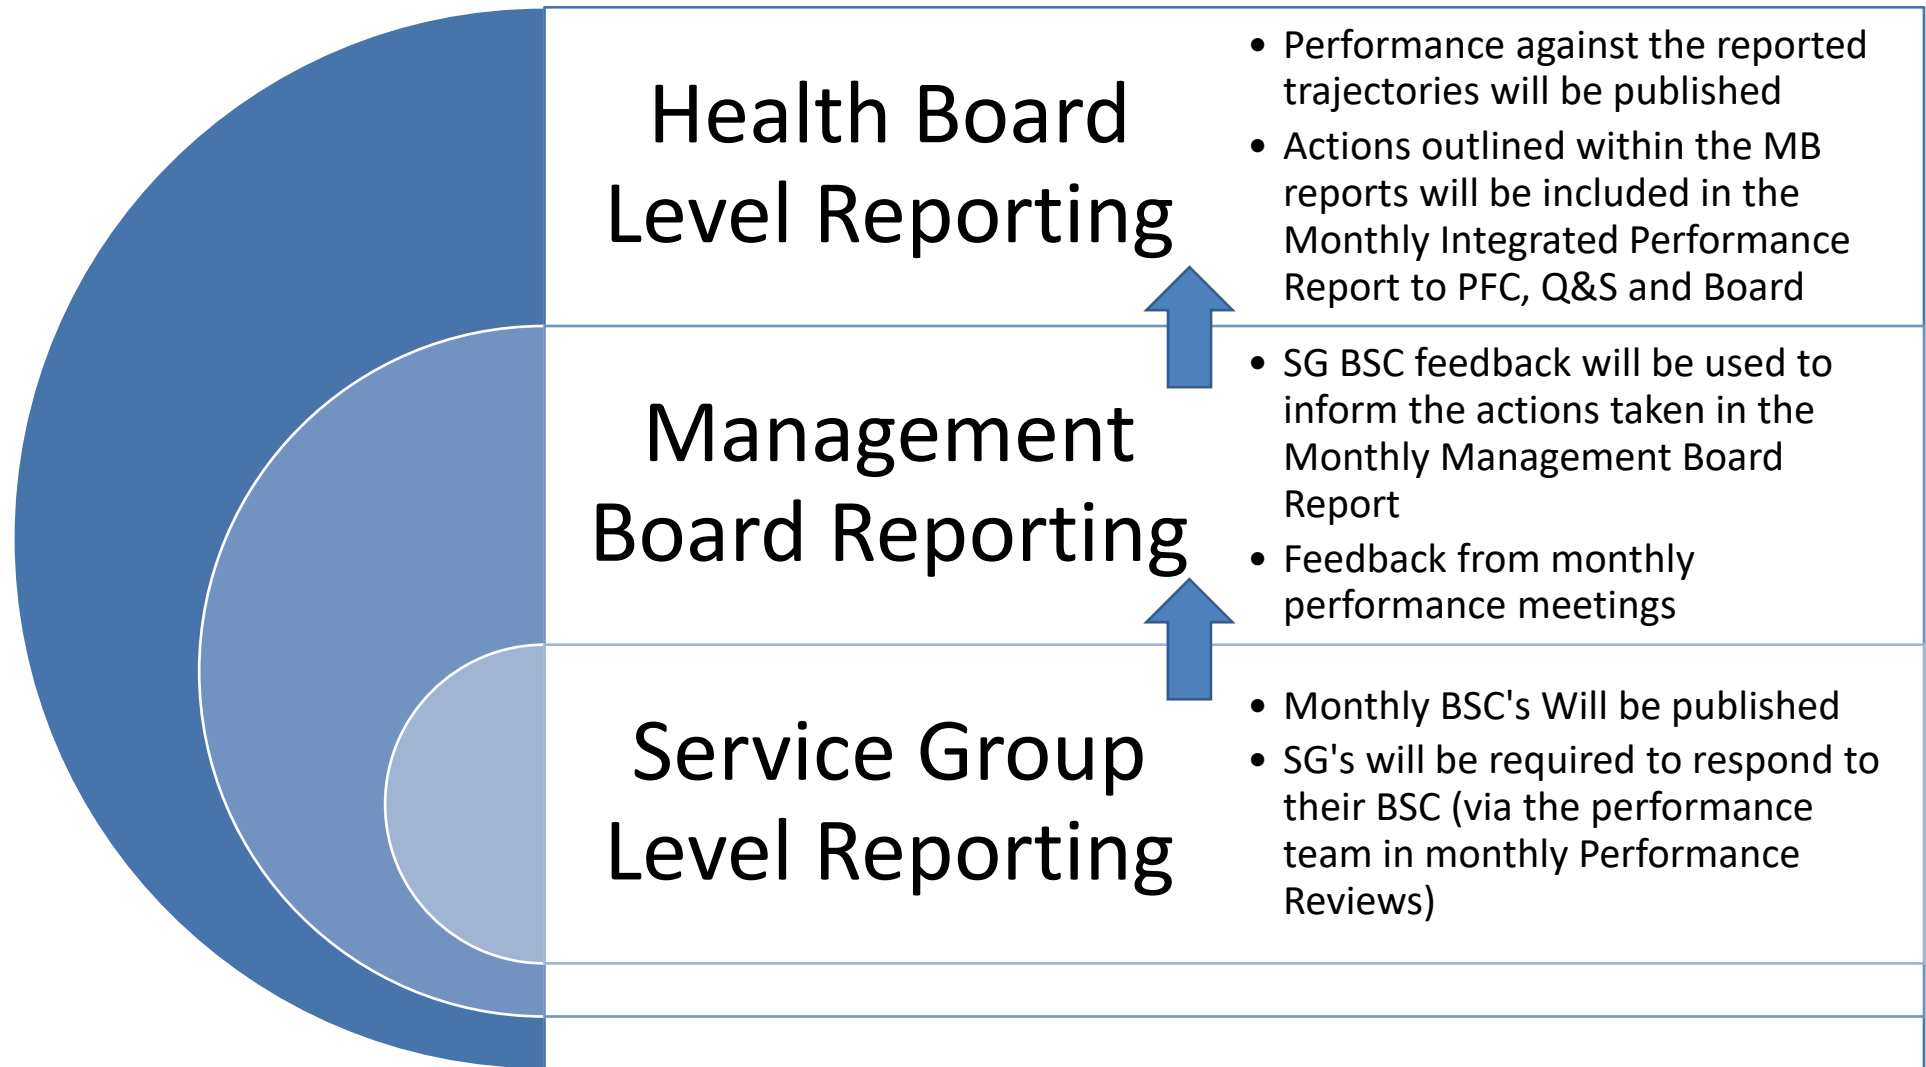 Health Board
Level Reporting
• Performance against the reported
trajectories will be published
• Actions outlined within the MB
reports will be included in the
Monthly Integrated Performance
Report to PFC, Q&S and Board
Management
Board Reporting
• SG BSC feedback will be used to
inform the actions taken in the
Monthly Management Board
Report
• Feedback from monthly
performance meetings
Service Group
Level Reporting
• Monthly BSC's Will be published
• SG's will be required to respond to
their BSC (via the performance
team in monthly Performance
Reviews)